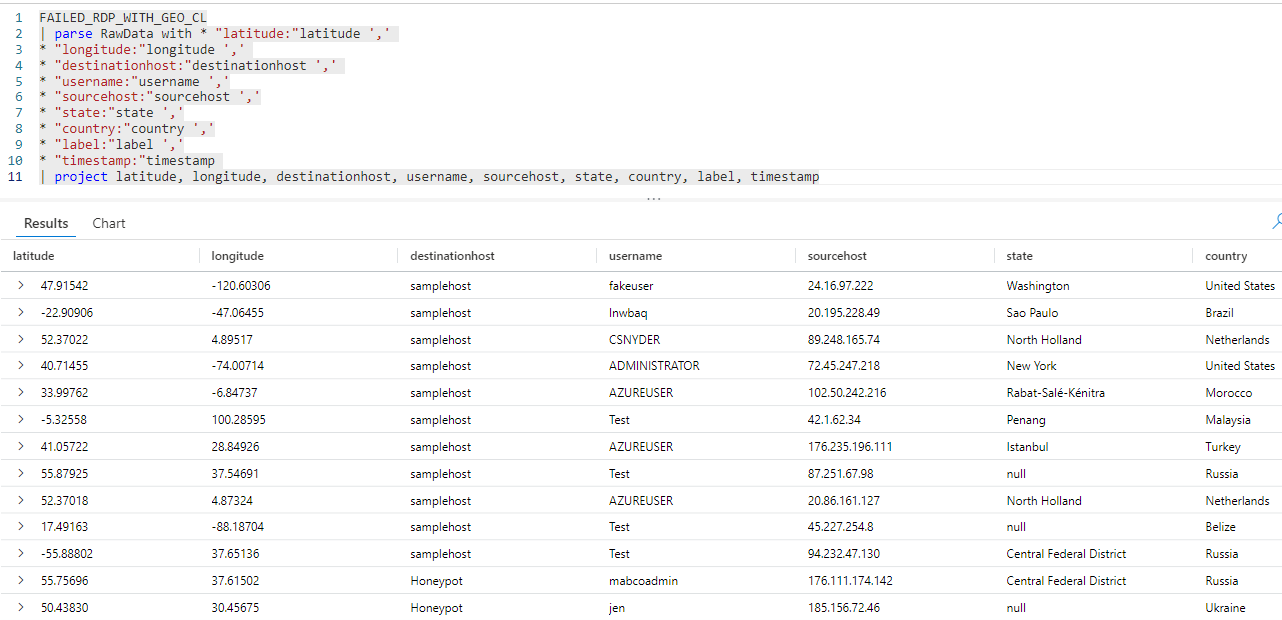 1 FAILED_RDP_WITH_GEO_CL
2 | parse RawData with * "latitude:"latitude ','
3 * "longitude:"longitude ','
4 * "destinationhost:"destinationhost ','
5 * "username:"username ','
6 * "sourcehost:"sourcehost ','
7 * "state:"state ','
8 * "country:"country ','
9 * "label:"label ','
10 * "timestamp:"timestamp
11 | project latitude, longitude, destinationhost, username, sourcehost, state, country, label, timestamp
Results Chart
latitude longitude destinationhost username sourcehost state country
47.91542 -120.60306 samplehost fakeuser 24.16.97.222 Washington United States
-22.90906 -47.06455 samplehost lnwbaq 20.195.228.49 Sao Paulo Brazil
52.37022 4.89517 samplehost CSNYDER 89.248.165.74 North Holland Netherlands
40.71455 -74.00714 samplehost ADMINISTRATOR 72.45.247.218 New York United States
33.99762 -6.84737 samplehost AZUREUSER 102.50.242.216 Rabat-Salé-Kénitra Morocco
-5.32558 100.28595 samplehost Test 42.1.62.34 Penang Malaysia
41.05722 28.84926 samplehost AZUREUSER 176.235.196.111 Istanbul Turkey
55.87925 37.54691 samplehost Test 87.251.67.98 null Russia
52.37018 4.87324 samplehost AZUREUSER 20.86.161.127 North Holland Netherlands
17.49163 -88.18704 samplehost Test 45.227.254.8 null Belize
-55.88802 37.65136 samplehost Test 94.232.47.130 Central Federal District Russia
55.75696 37.61502 Honeypot mabcoadmin 176.111.174.142 Central Federal District Russia
50.43830 30.45675 Honeypot jen 185.156.72.46 null Ukraine